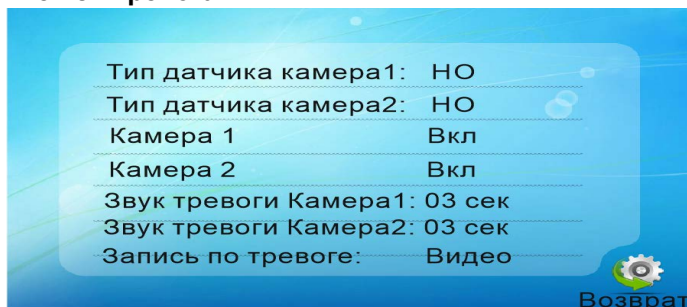 Тип датчика камера1: НО
Тип датчика камера2: НО
Камера 1 Вкл
Камера 2 Вкл
Звук тревоги Камера1: 03 сек
Звук тревоги Камера2: 03 сек
Запись по тревоге: Видео
Возврат